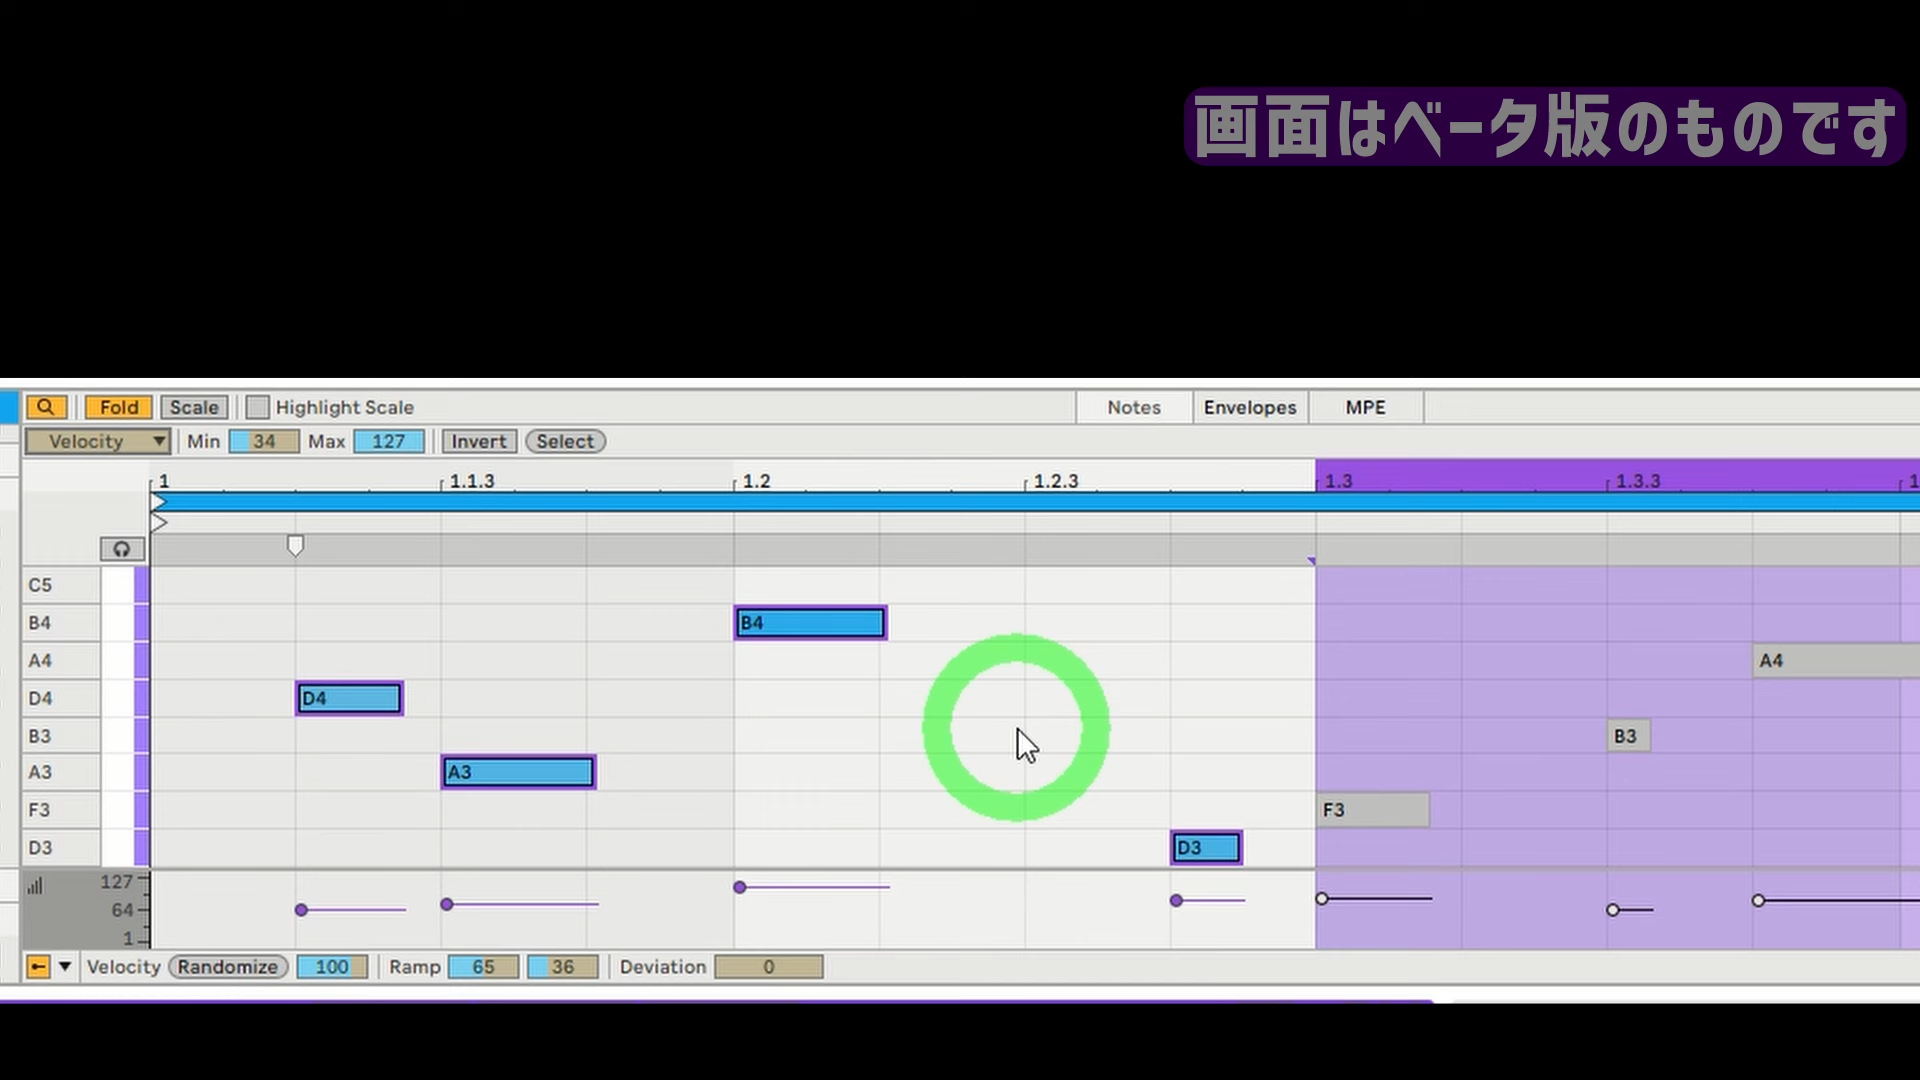 画面はベータ版のものです
Fold Scale Highlight Scale Notes Envelopes MPE
Velocity Min 34 Max 127 Invert Select
1 1.1.3 1.2 1.2.3 1.3 1.3.3 1
C5
B4 B4
A4 A4
D4 D4
B3 B3
A3 A3
F3 F3
D3 D3
127
64
1
Velocity Randomize 100 Ramp 65 36 Deviation 0